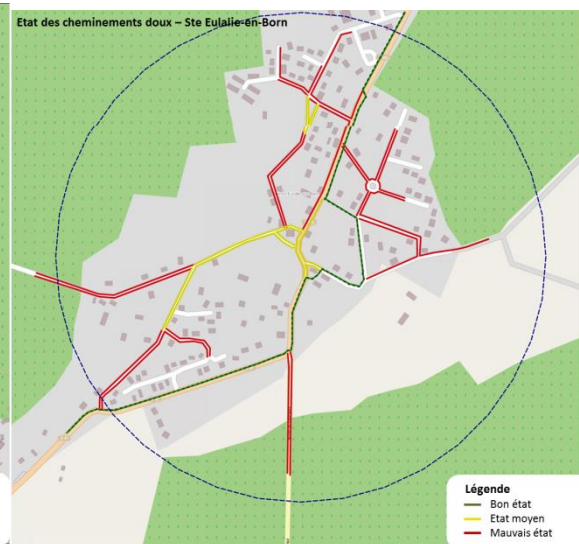 Etat des cheminements doux – Ste Eulalie-en-Born
Légende
Bon état
Etat moyen
Mauvais état